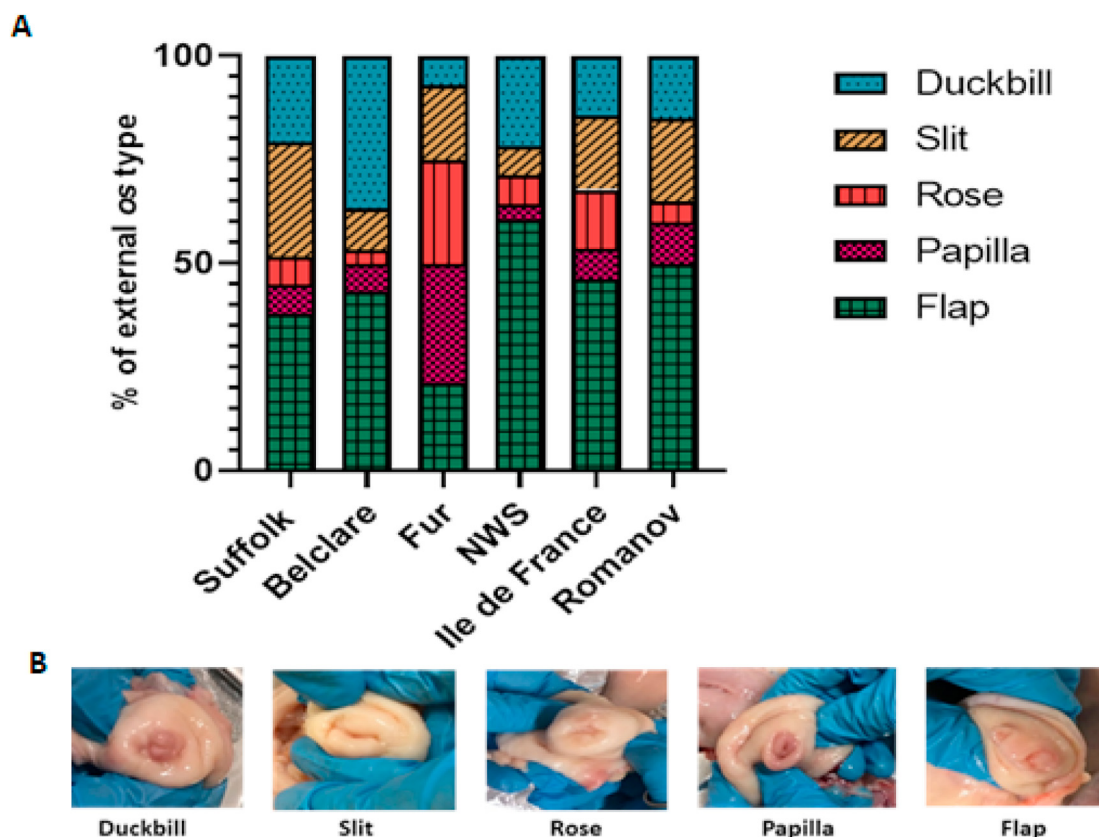 A
% of external os type
100
50
0
Suffolk
Belclare
Fur
NWS
Ile de France
Romanov
Duckbill
Slit
Rose
Papilla
Flap
B
Duckbill
Slit
Rose
Papilla
Flap